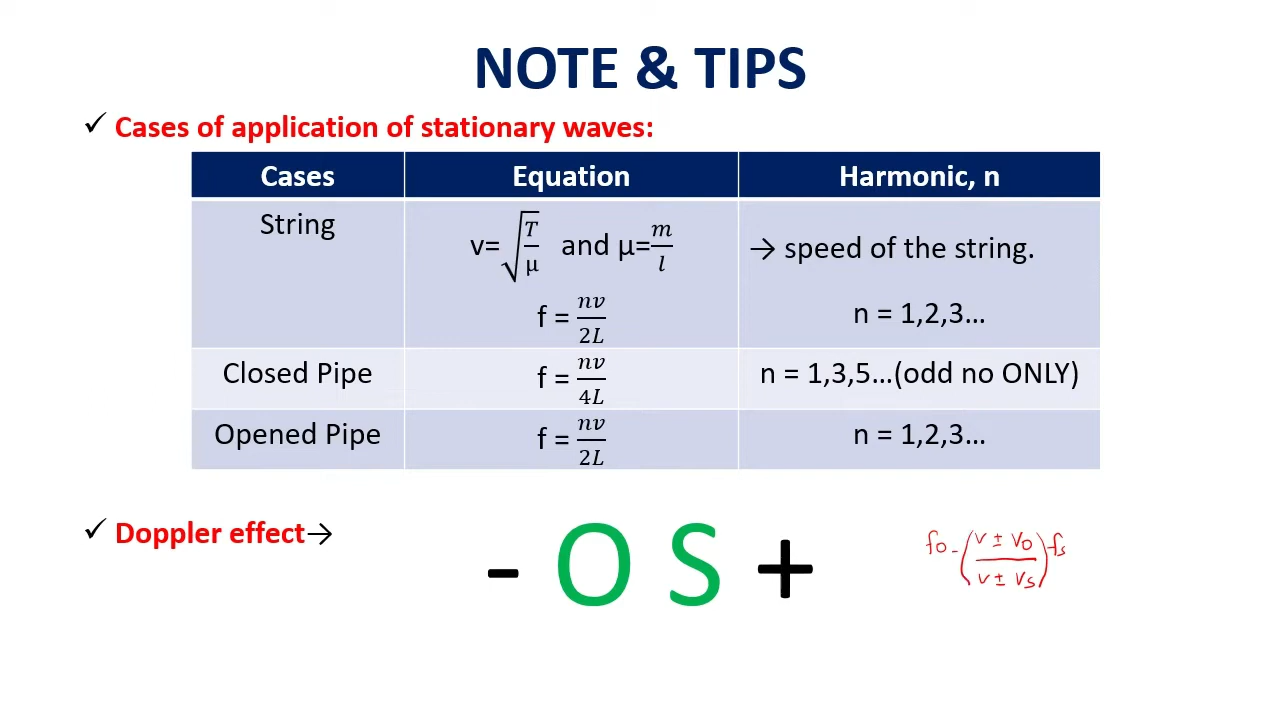 NOTE & TIPS
✓ Cases of application of stationary waves:
Cases Equation Harmonic, n
String v=√(T/μ) and μ=m/l → speed of the string.
f = nv/2L n = 1,2,3...
Closed Pipe f = nv/4L n = 1,3,5...(odd no ONLY)
Opened Pipe f = nv/2L n = 1,2,3...
✓ Doppler effect→ - O S + fo - (v ± vo / v ± vs) fs